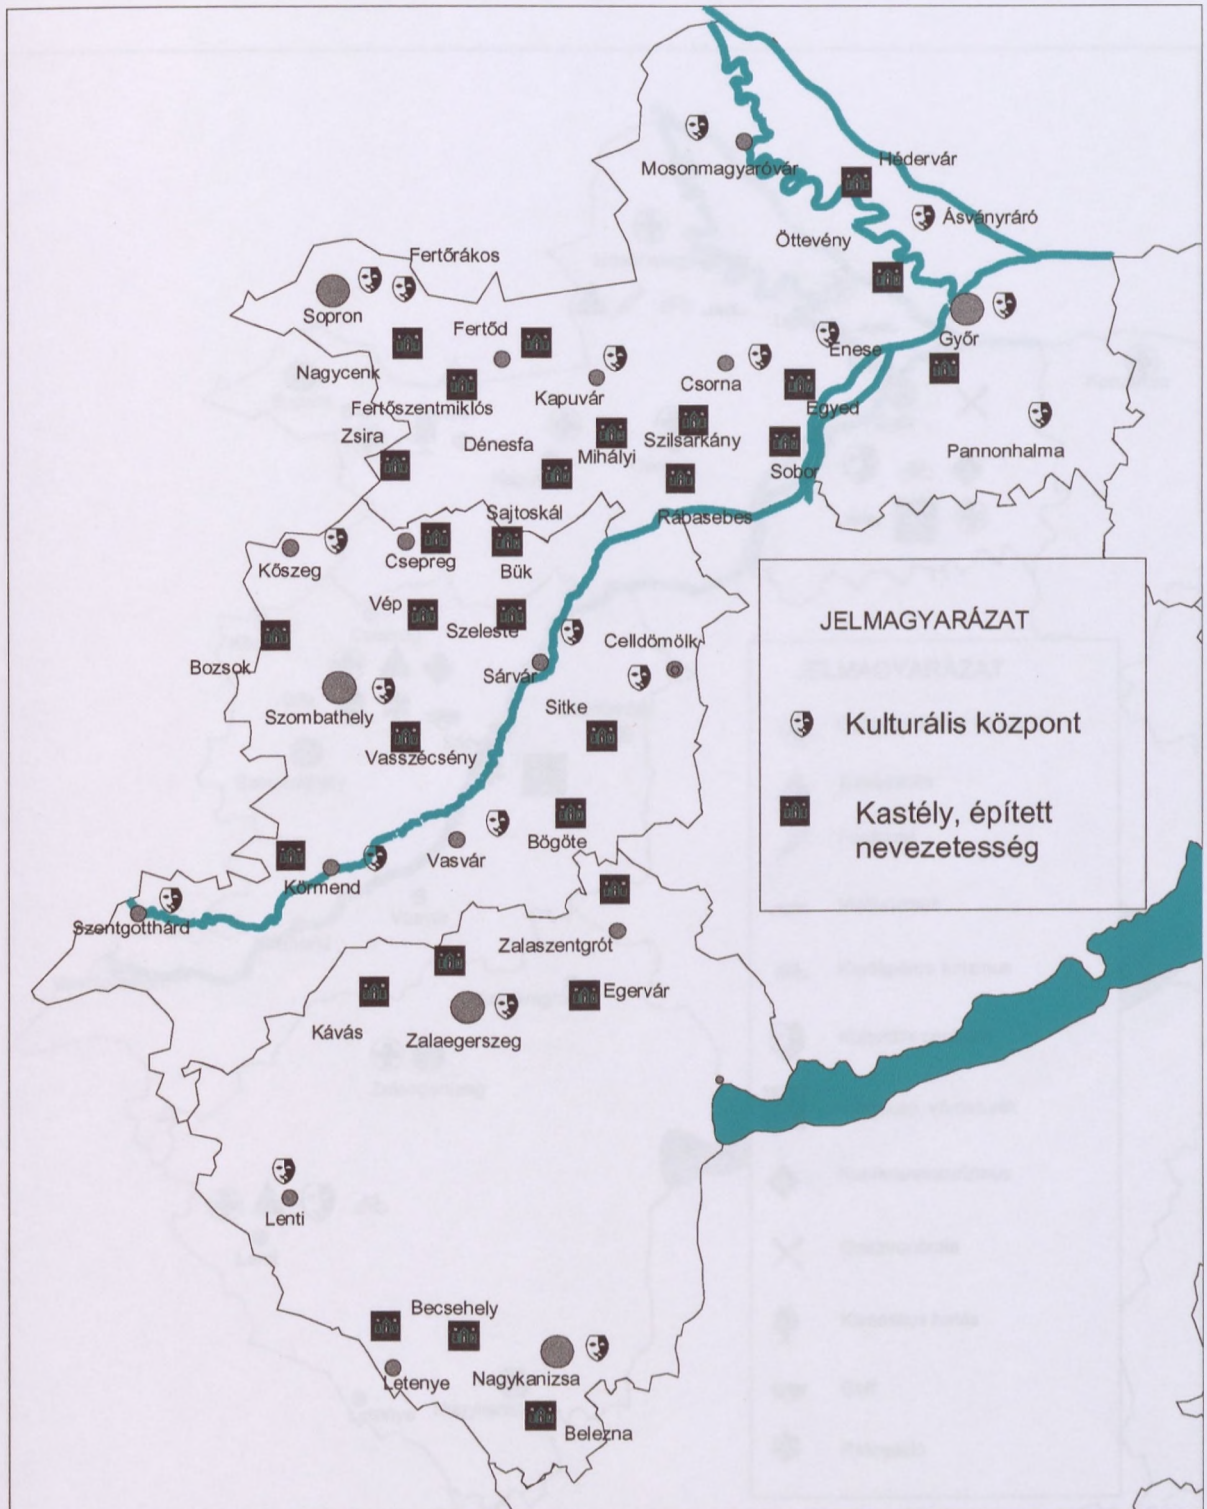 Hédervár
Mosonmagyaróvár
Ásványráró
Öttevény
Fertőrákos
Sopron
Fertőd
Enese
Győr
Nagycenk
Csorna
Kapuvár
Fertőszentmiklós
Egyed
Zsira
Dénesfa
Szilsárkány
Mihályi
Pannonhalma
Sobor
Sajtoskál
Rábasebes
Csepreg
Kőszeg
Bük
Vép
Szeleste
JELMAGYARÁZAT
Celldömölk
Bozsok
Sárvár
Sitke
Szombathely
Kulturális központ
Vasszécsény
Kastély, épített
nevezetesség
Bögöte
Vasvár
Körmend
Szentgotthárd
Zalaszentgrót
Egervár
Kávás
Zalaegerszeg
Lenti
Becsehely
Letenye
Nagykanizsa
Belezna